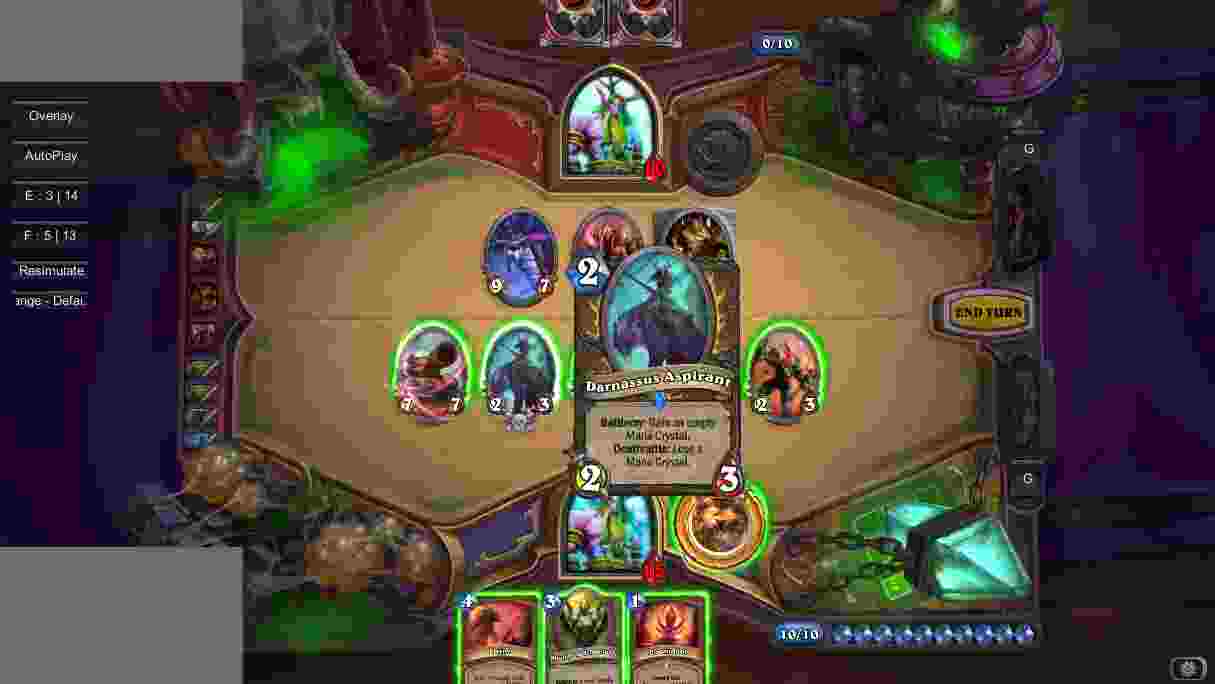 0/10
10
Overlay
AutoPlay
E : 3 | 14
F : 5 | 13
Resimulate
ange - Defau
G
9
7
2
END TURN
7
7
2
3
Darnassus Aspirant
Battlecry: Gain an empty
Mana Crystal.
Deathrattle: Lose a
Mana Crystal.
2
3
2
3
G
15
4
3
1
10/10